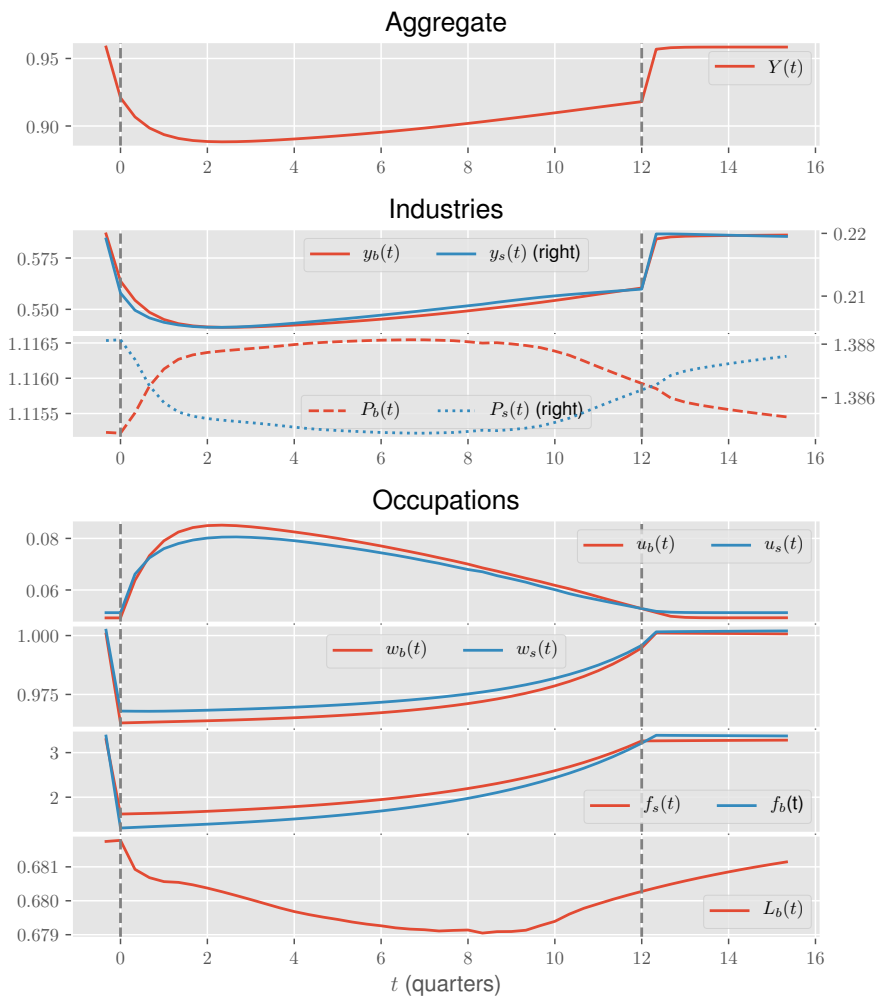 Aggregate
0.95
0.90
Y(t)
0 2 4 6 8 10 12 14 16
Industries
0.575
0.550
y_b(t) y_s(t) (right)
0.22
0.21
1.1165
1.1160
1.1155
P_b(t) P_s(t) (right)
1.388
1.386
0 2 4 6 8 10 12 14 16
Occupations
0.08
0.06
u_b(t) u_s(t)
1.000
0.975
w_b(t) w_s(t)
3
2
f_s(t) f_b(t)
0.681
0.680
0.679
L_b(t)
0 2 4 6 8 10 12 14 16
t (quarters)